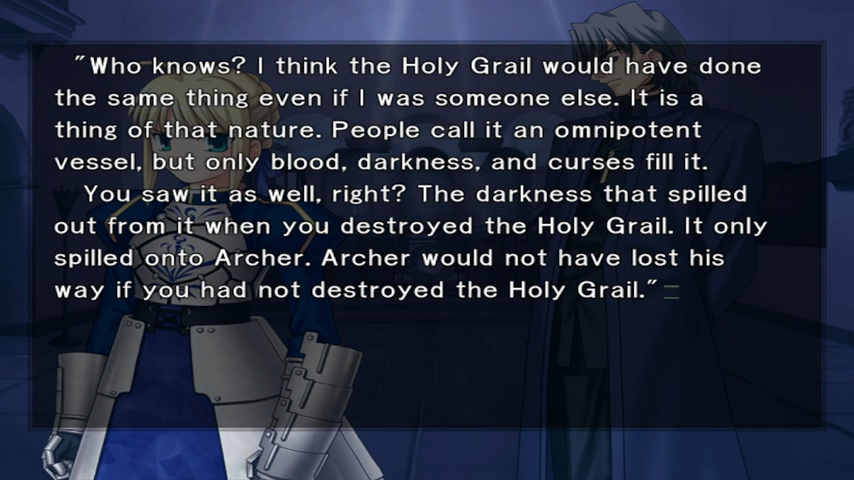 "Who knows? I think the Holy Grail would have done
the same thing even if I was someone else. It is a
thing of that nature. People call it an omnipotent
vessel, but only blood, darkness, and curses fill it.
You saw it as well, right? The darkness that spilled
out from it when you destroyed the Holy Grail. It only
spilled onto Archer. Archer would not have lost his
way if you had not destroyed the Holy Grail."